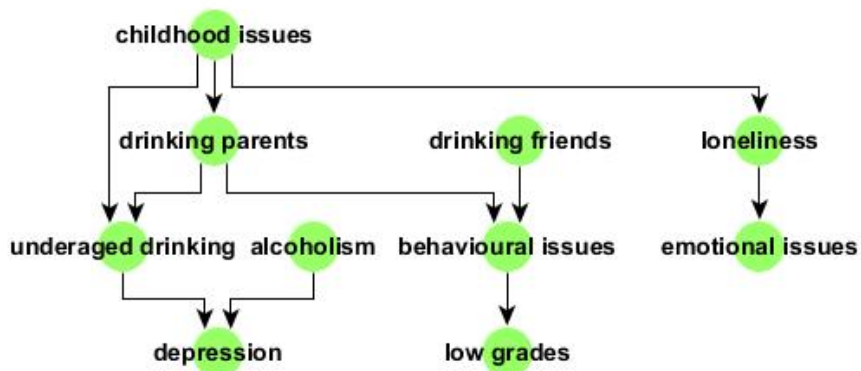 childhood issues
drinking parents
drinking friends
loneliness
underaged drinking
alcoholism
behavioural issues
emotional issues
depression
low grades